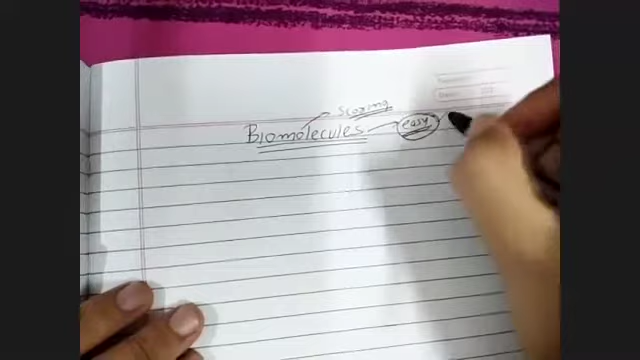 scoring
Biomolecules → easy